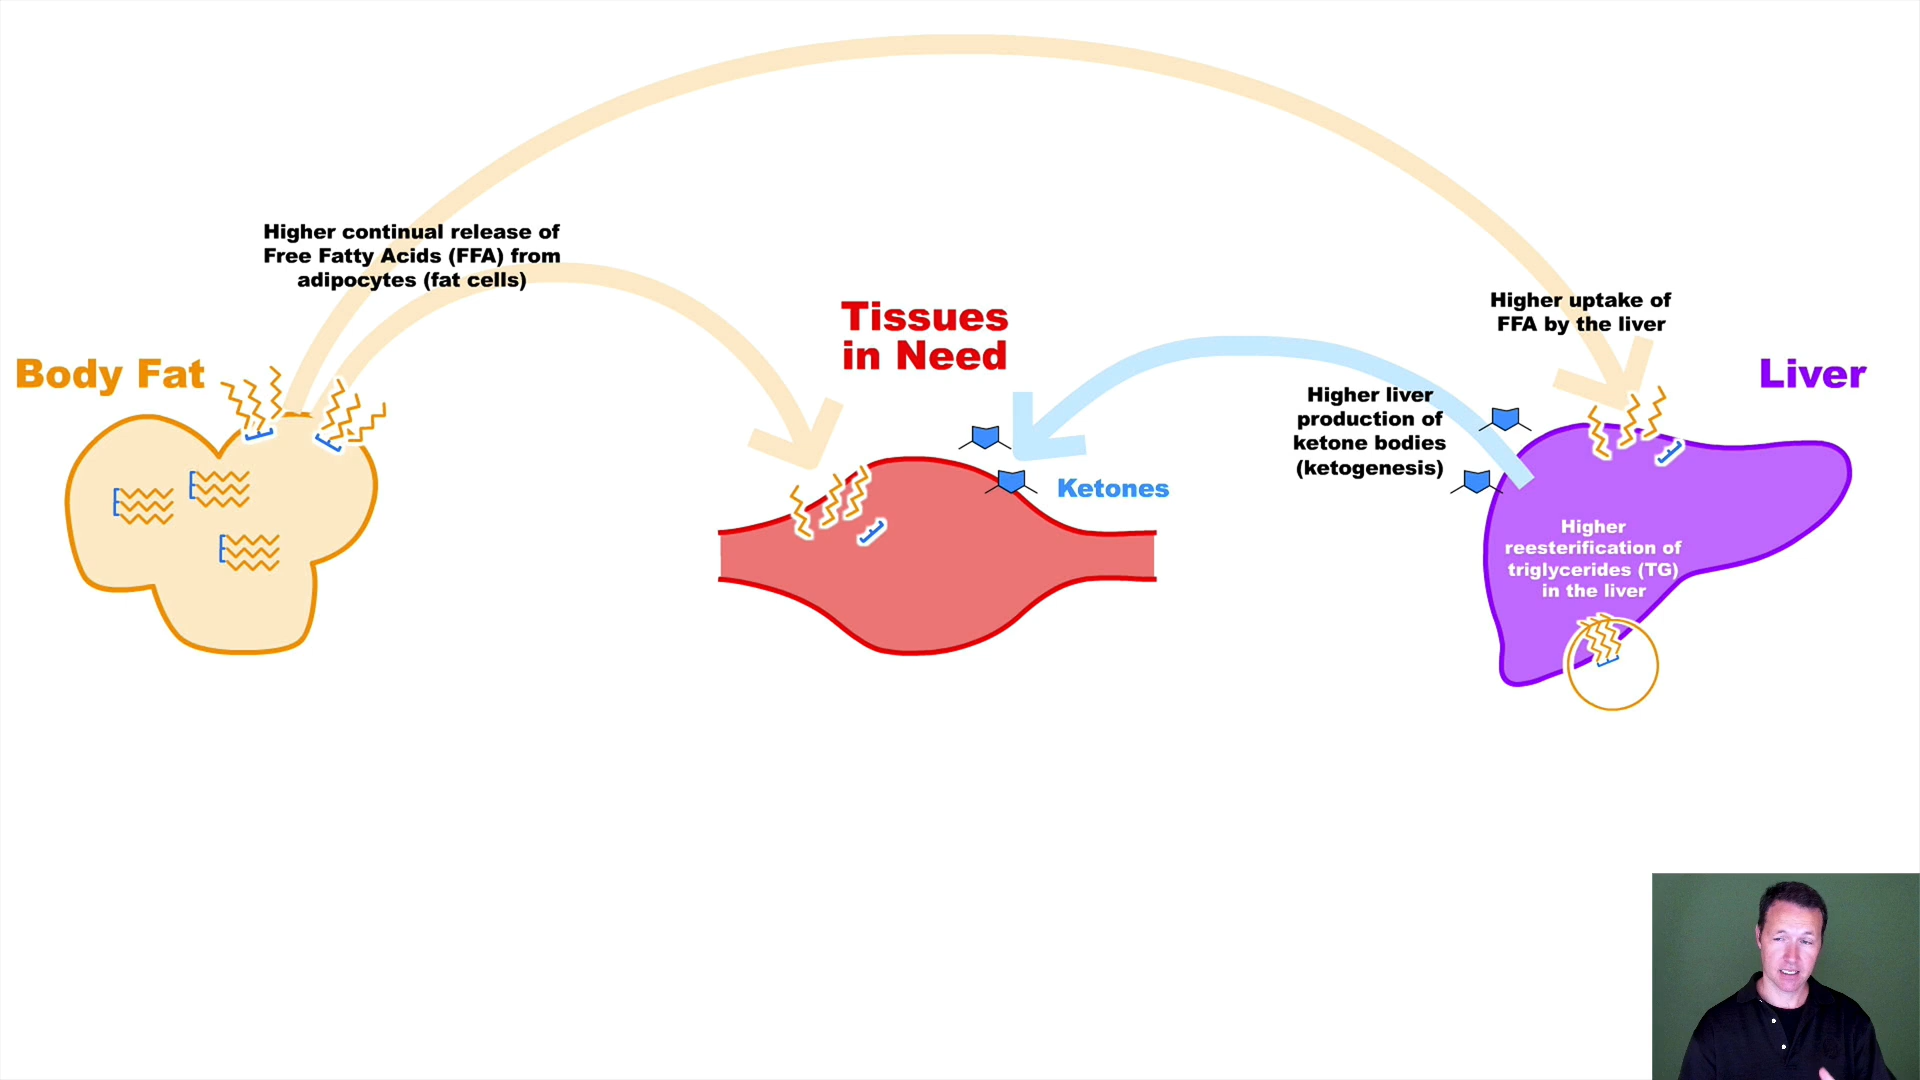 Higher continual release of
Free Fatty Acids (FFA) from
adipocytes (fat cells)
Body Fat
Tissues
in Need
Ketones
Higher uptake of
FFA by the liver
Liver
Higher liver
production of
ketone bodies
(ketogenesis)
Higher
reesterification of
triglycerides (TG)
in the liver